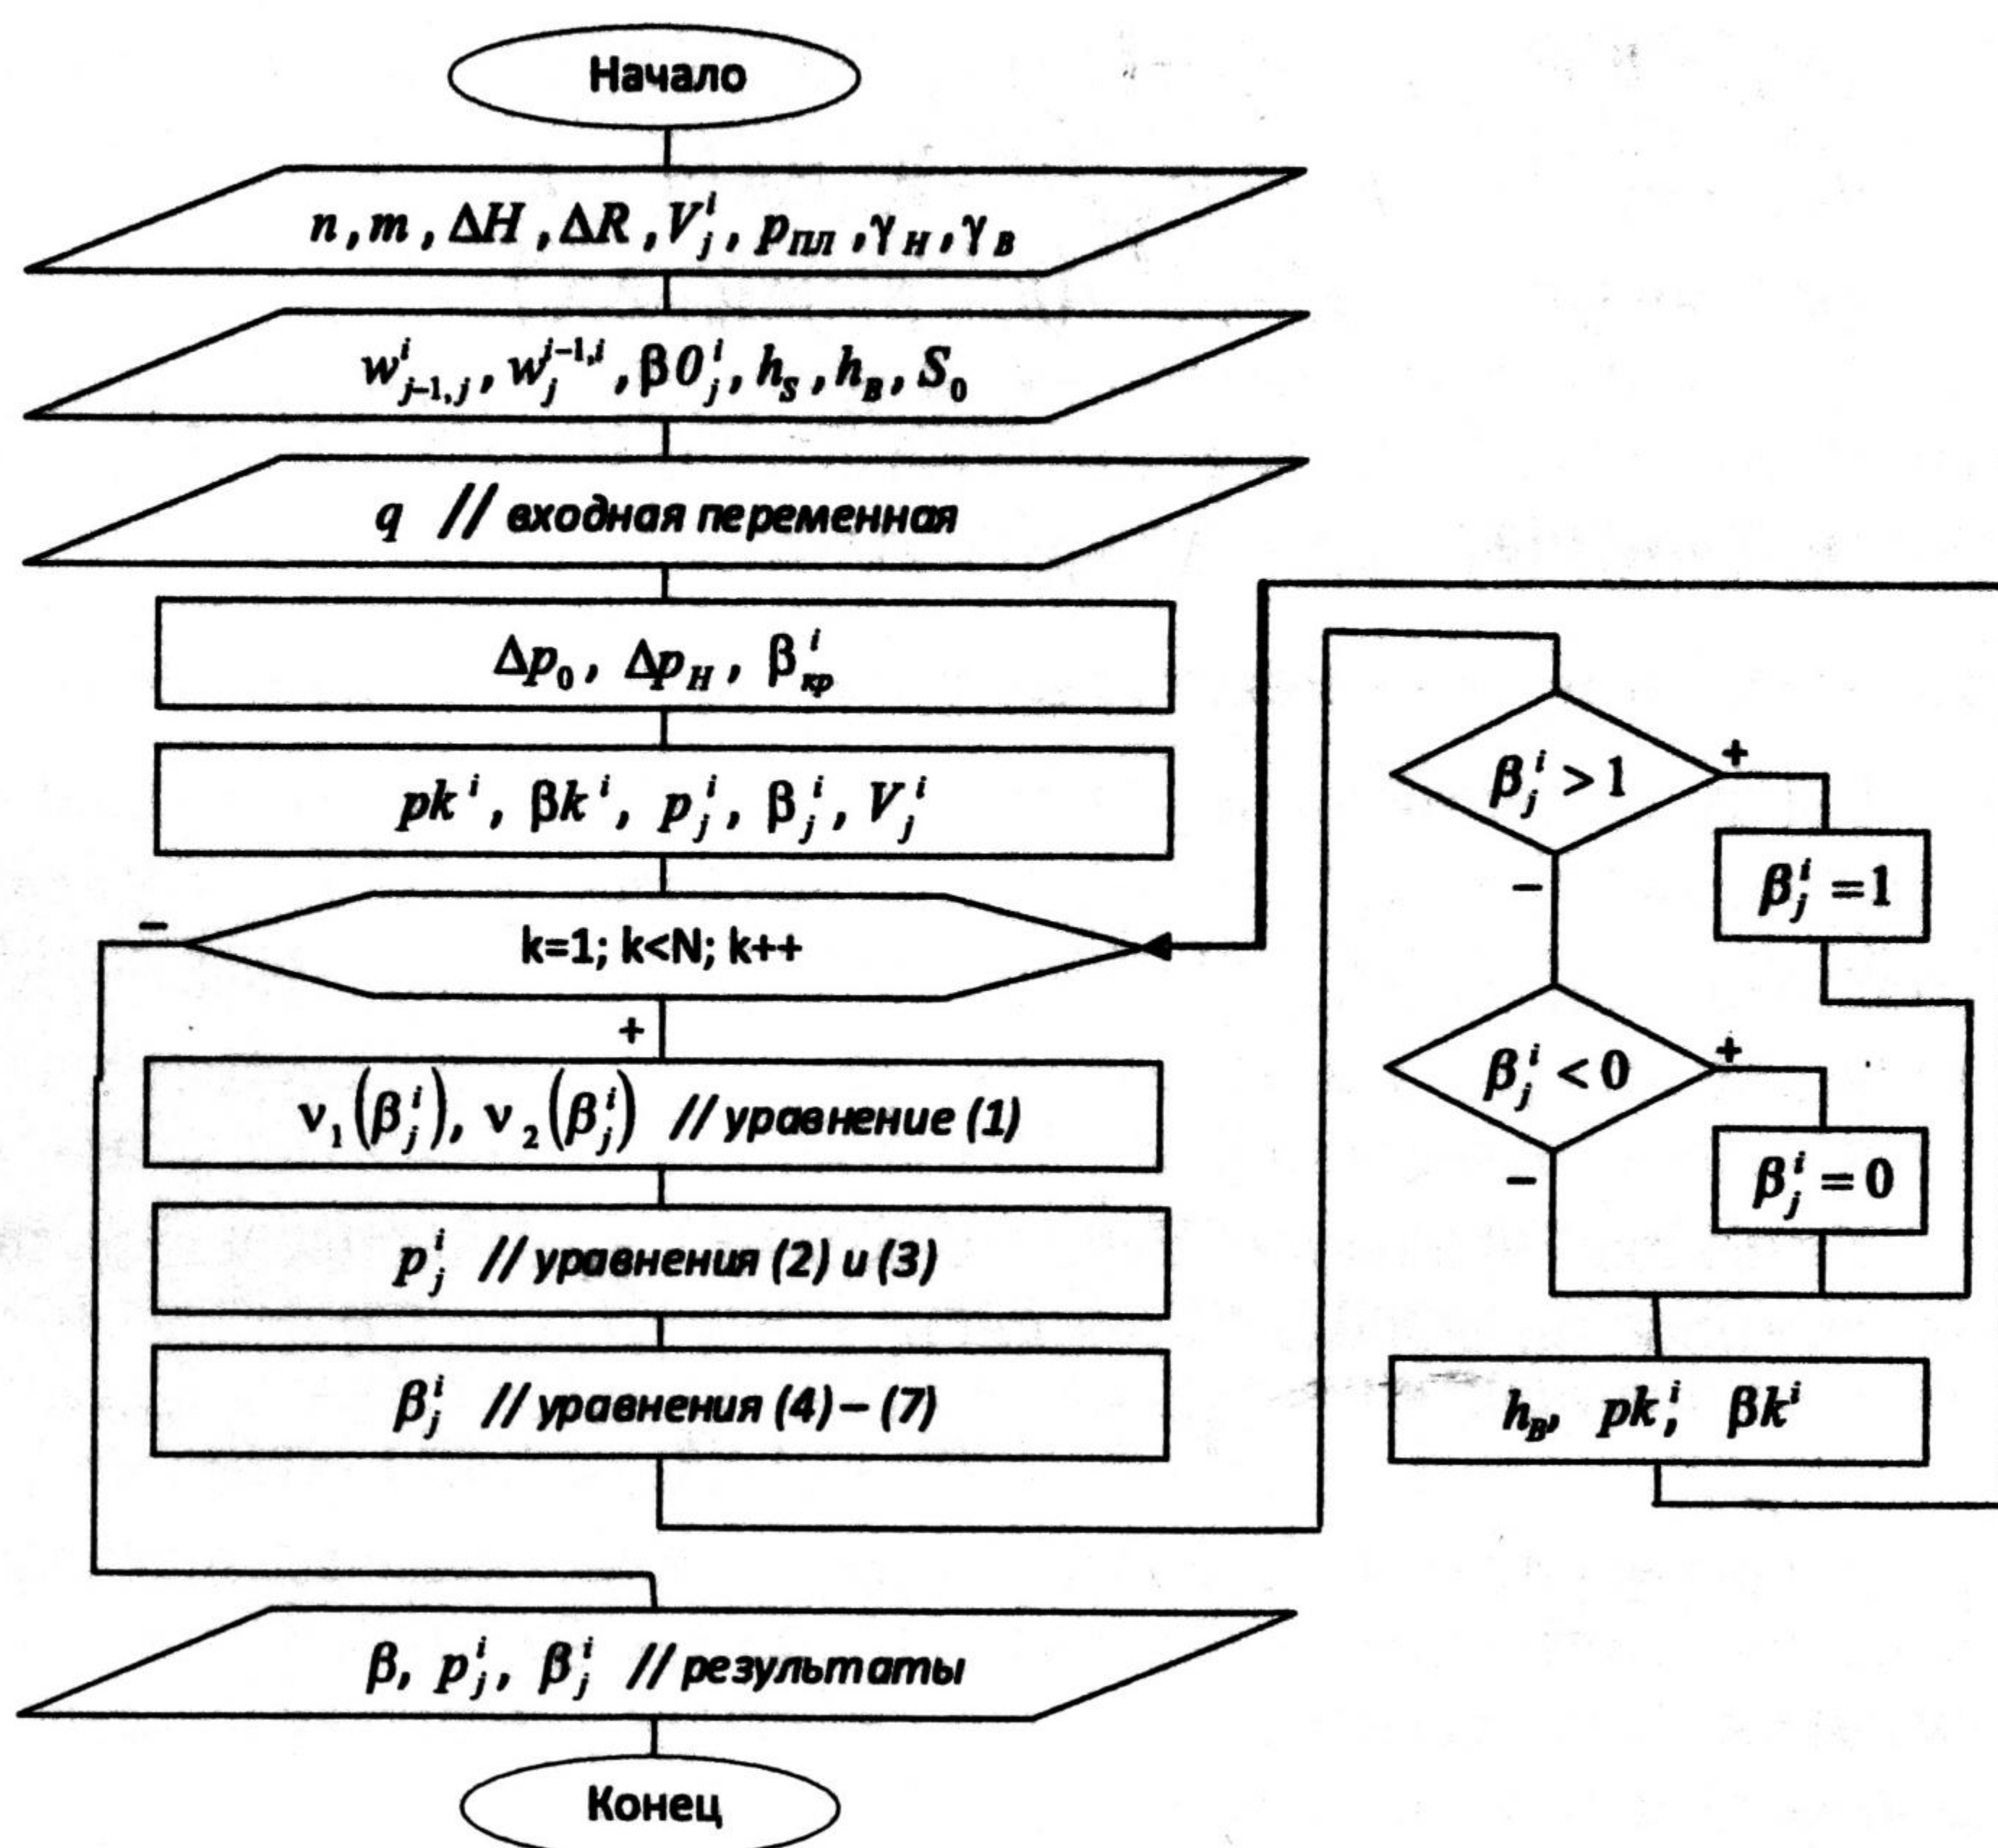 Начало
n, m, ΔH, ΔR, V_j^i, p_ПЛ, γ_H, γ_B
w_{j-1,j}^i, w_j^{i-1,i}, β0_j^i, h_S, h_B, S_0
q // входная переменная
Δp_0, Δp_H, β_кр^i
pk^i, βk^i, p_j^i, β_j^i, V_j^i
k=1; k<N; k++
−
+
ν_1(β_j^i), ν_2(β_j^i) // уравнение (1)
p_j^i // уравнения (2) и (3)
β_j^i // уравнения (4) – (7)
β_j^i > 1
+
−
β_j^i = 1
β_j^i < 0
+
−
β_j^i = 0
h_B, pk^i, βk^i
β, p_j^i, β_j^i // результаты
Конец